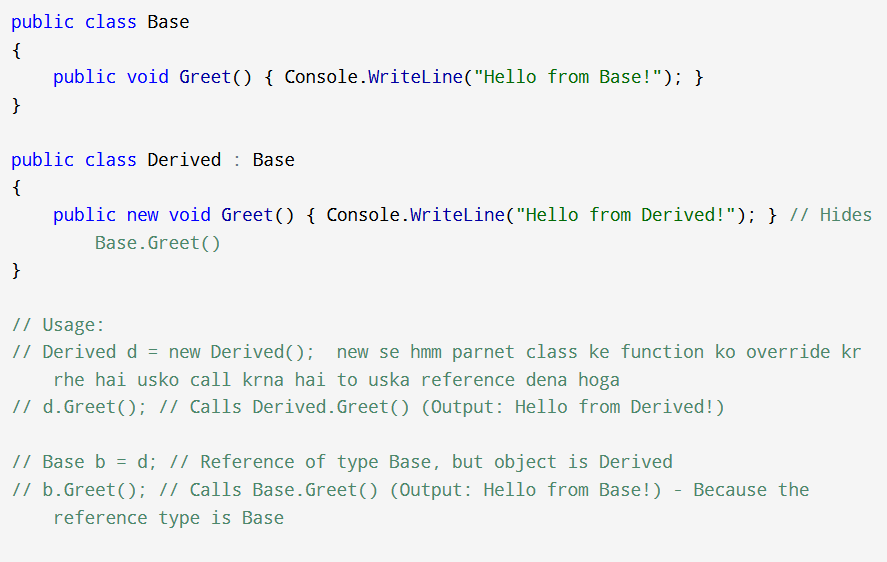 public class Base
{
    public void Greet() { Console.WriteLine("Hello from Base!"); }
}

public class Derived : Base
{
    public new void Greet() { Console.WriteLine("Hello from Derived!"); } // Hides
        Base.Greet()
}

// Usage:
// Derived d = new Derived();  new se hmm parnet class ke function ko override kr
    rhe hai usko call krna hai to uska reference dena hoga
// d.Greet(); // Calls Derived.Greet() (Output: Hello from Derived!)

// Base b = d; // Reference of type Base, but object is Derived
// b.Greet(); // Calls Base.Greet() (Output: Hello from Base!) - Because the
    reference type is Base